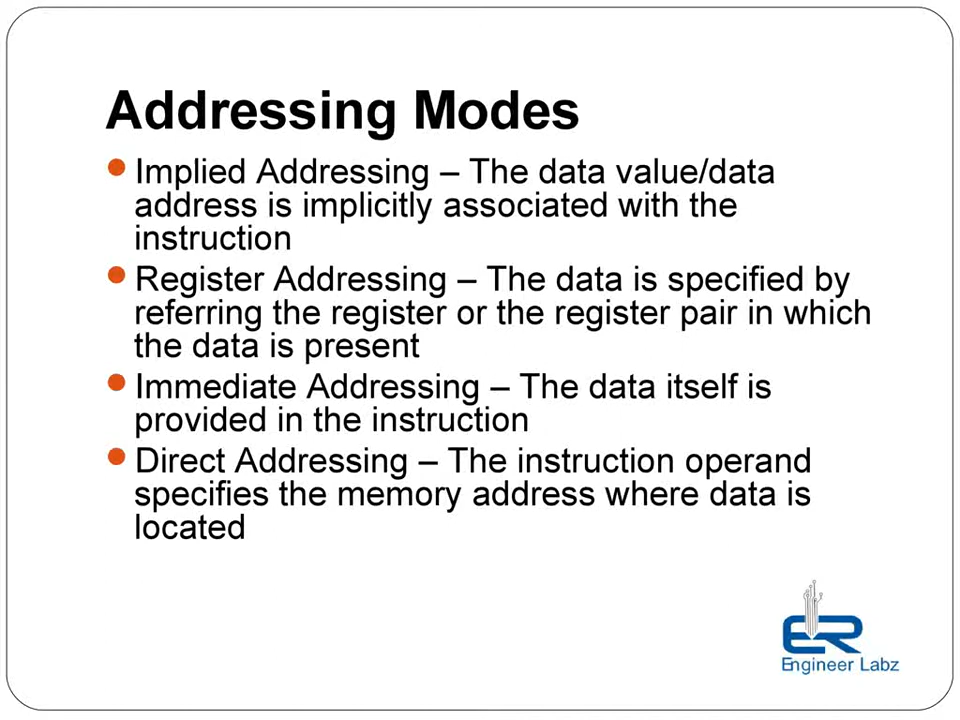 Addressing Modes
Implied Addressing – The data value/data
address is implicitly associated with the
instruction
Register Addressing – The data is specified by
referring the register or the register pair in which
the data is present
Immediate Addressing – The data itself is
provided in the instruction
Direct Addressing – The instruction operand
specifies the memory address where data is
located
ER
Engineer Labz